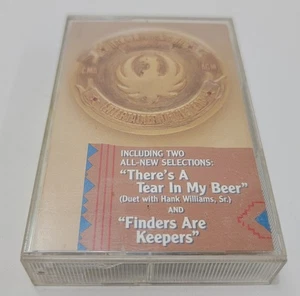 INCLUDING TWO
ALL-NEW SELECTIONS:
"There's A
Tear In My Beer"
(Duet with Hank Williams, Sr.)
AND
"Finders Are
Keepers"